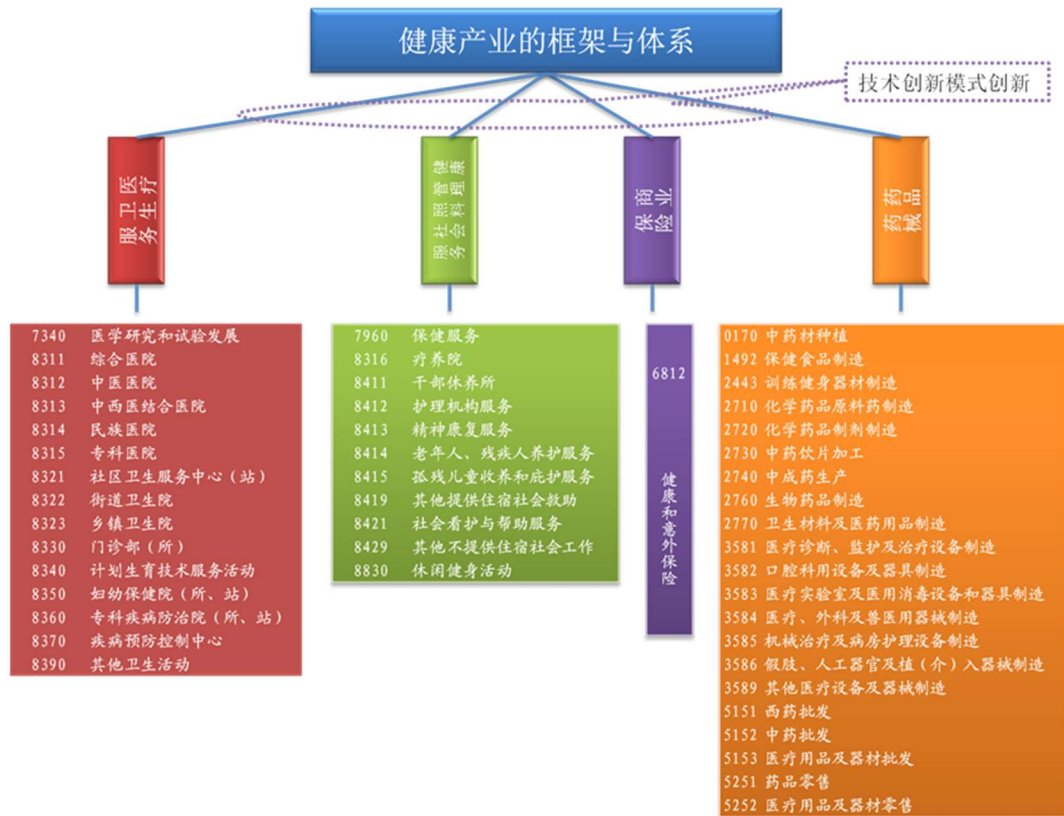 健康产业的框架与体系
技术创新模式创新
医疗
卫生
服务
健康
管理
照料
社会
服务
商业
保险
药品
药械
7340 医学研究和试验发展
8311 综合医院
8312 中医医院
8313 中西医结合医院
8314 民族医院
8315 专科医院
8321 社区卫生服务中心（站）
8322 街道卫生院
8323 乡镇卫生院
8330 门诊部（所）
8340 计划生育技术服务活动
8350 妇幼保健院（所、站）
8360 专科疾病防治院（所、站）
8370 疾病预防控制中心
8390 其他卫生活动
7960 保健服务
8316 疗养院
8411 干部休养所
8412 护理机构服务
8413 精神康复服务
8414 老年人、残疾人养护服务
8415 孤残儿童收养和庇护服务
8419 其他提供住宿社会救助
8421 社会看护与帮助服务
8429 其他不提供住宿社会工作
8830 休闲健身活动
6812
健康和意外保险
0170 中药材种植
1492 保健食品制造
2443 训练健身器材制造
2710 化学药品原料药制造
2720 化学药品制剂制造
2730 中药饮片加工
2740 中成药生产
2760 生物药品制造
2770 卫生材料及医药用品制造
3581 医疗诊断、监护及治疗设备制造
3582 口腔科用设备及器具制造
3583 医疗实验室及医用消毒设备和器具制造
3584 医疗、外科及兽医用器械制造
3585 机械治疗及病房护理设备制造
3586 假肢、人工器官及植（介）入器械制造
3589 其他医疗设备及器械制造
5151 西药批发
5152 中药批发
5153 医疗用品及器材批发
5251 药品零售
5252 医疗用品及器材零售